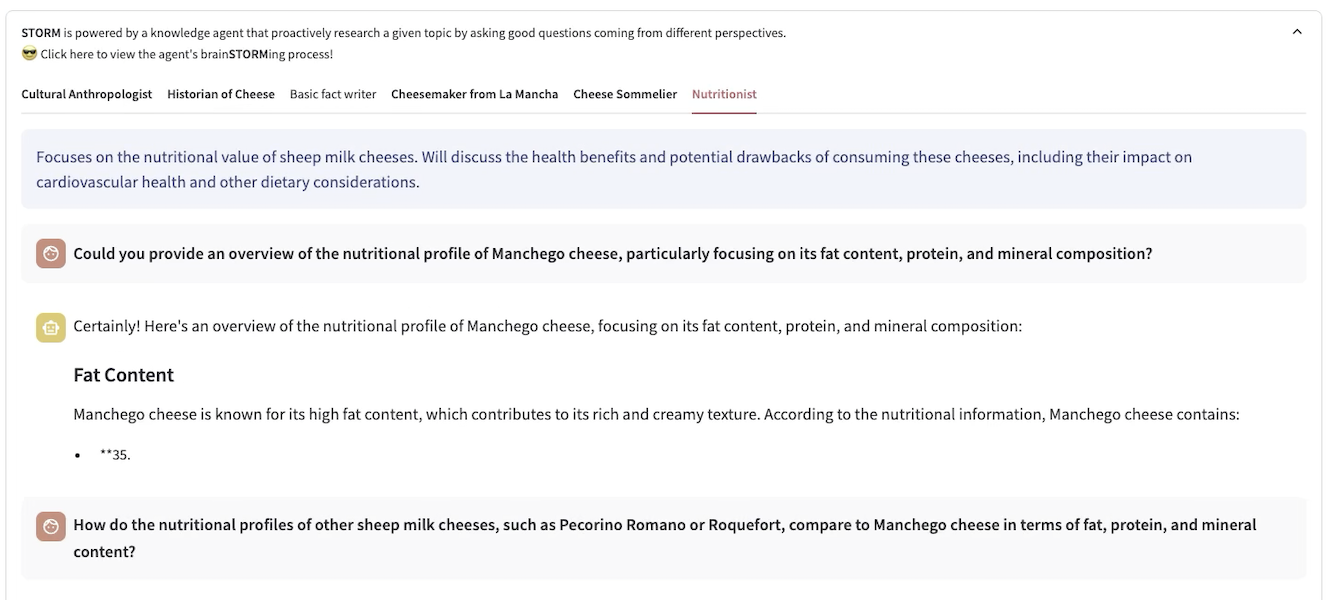 STORM is powered by a knowledge agent that proactively research a given topic by asking good questions coming from different perspectives.
😎 Click here to view the agent's brainSTORMing process!
Cultural Anthropologist Historian of Cheese Basic fact writer Cheesemaker from La Mancha Cheese Sommelier Nutritionist
Focuses on the nutritional value of sheep milk cheeses. Will discuss the health benefits and potential drawbacks of consuming these cheeses, including their impact on
cardiovascular health and other dietary considerations.
Could you provide an overview of the nutritional profile of Manchego cheese, particularly focusing on its fat content, protein, and mineral composition?
Certainly! Here's an overview of the nutritional profile of Manchego cheese, focusing on its fat content, protein, and mineral composition:
Fat Content
Manchego cheese is known for its high fat content, which contributes to its rich and creamy texture. According to the nutritional information, Manchego cheese contains:
• **35.
How do the nutritional profiles of other sheep milk cheeses, such as Pecorino Romano or Roquefort, compare to Manchego cheese in terms of fat, protein, and mineral
content?